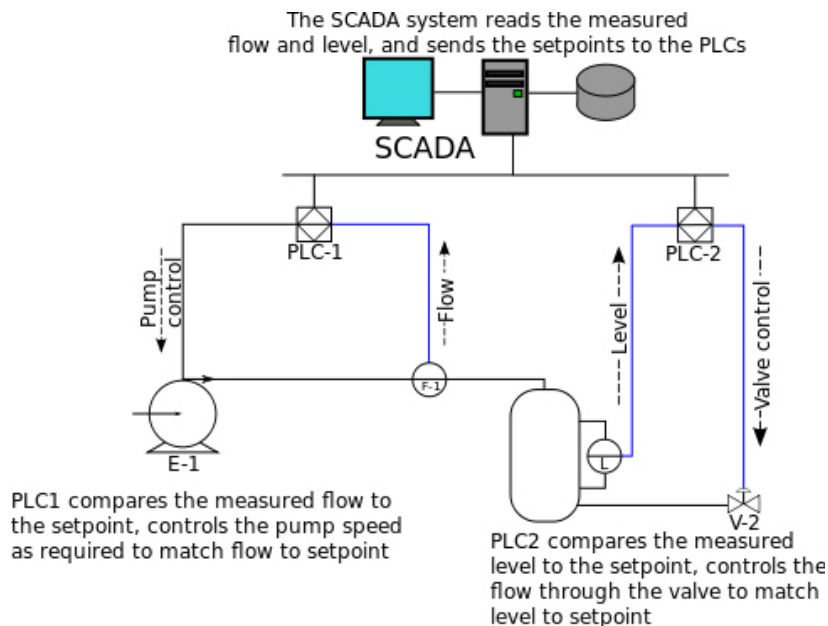 The SCADA system reads the measured
flow and level, and sends the setpoints to the PLCs
SCADA
PLC-1
PLC-2
Pump
control
Flow
Level
Valve control
F-1
L
E-1
V-2
PLC1 compares the measured flow to
the setpoint, controls the pump speed
as required to match flow to setpoint
PLC2 compares the measured
level to the setpoint, controls the
flow through the valve to match
level to setpoint